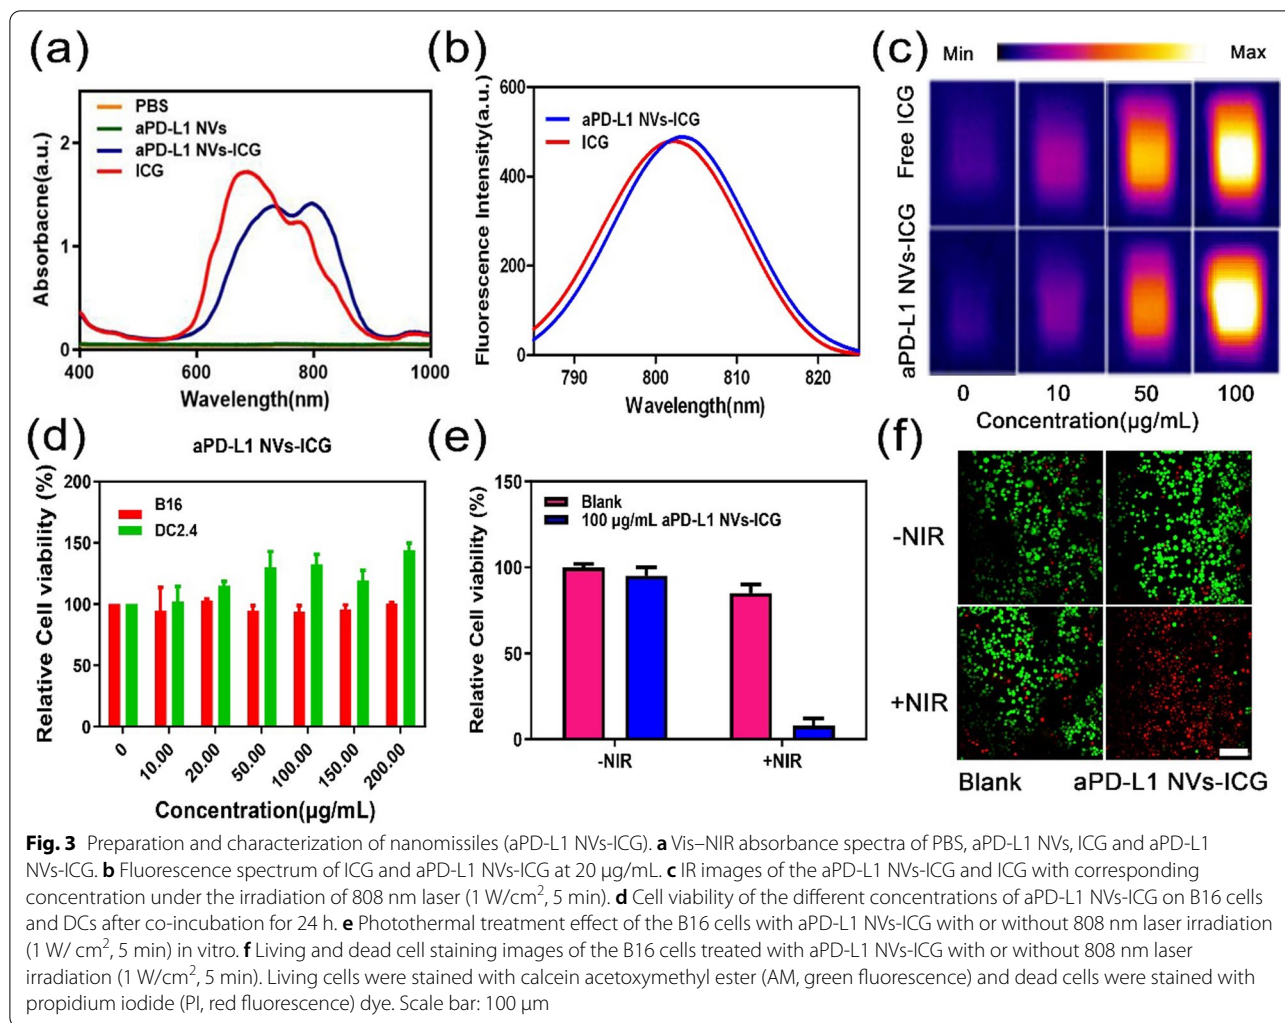 (a)
PBS
aPD-L1 NVs
aPD-L1 NVs-ICG
ICG
Absorbacne(a.u.)
2
1
0
400
600
800
1000
Wavelength(nm)
(b)
aPD-L1 NVs-ICG
ICG
Fluorescence Intensity(a.u.)
600
400
200
0
790
800
810
820
Wavelength(nm)
(c)
Min
Max
Free ICG
aPD-L1 NVs-ICG
0
10
50
100
Concentration(μg/mL)
(d)
aPD-L1 NVs-ICG
B16
DC2.4
Relative Cell viability (%)
200
150
100
50
0
0
10.00
20.00
50.00
100.00
150.00
200.00
Concentration(μg/mL)
(e)
Blank
100 μg/mL aPD-L1 NVs-ICG
Relative Cell viability (%)
150
100
50
0
-NIR
+NIR
(f)
-NIR
+NIR
Blank
aPD-L1 NVs-ICG
Fig. 3 Preparation and characterization of nanomissiles (aPD-L1 NVs-ICG). a Vis–NIR absorbance spectra of PBS, aPD-L1 NVs, ICG and aPD-L1
NVs-ICG. b Fluorescence spectrum of ICG and aPD-L1 NVs-ICG at 20 μg/mL. c IR images of the aPD-L1 NVs-ICG and ICG with corresponding
concentration under the irradiation of 808 nm laser (1 W/cm², 5 min). d Cell viability of the different concentrations of aPD-L1 NVs-ICG on B16 cells
and DCs after co-incubation for 24 h. e Photothermal treatment effect of the B16 cells with aPD-L1 NVs-ICG with or without 808 nm laser irradiation
(1 W/ cm², 5 min) in vitro. f Living and dead cell staining images of the B16 cells treated with aPD-L1 NVs-ICG with or without 808 nm laser
irradiation (1 W/cm², 5 min). Living cells were stained with calcein acetoxymethyl ester (AM, green fluorescence) and dead cells were stained with
propidium iodide (PI, red fluorescence) dye. Scale bar: 100 μm